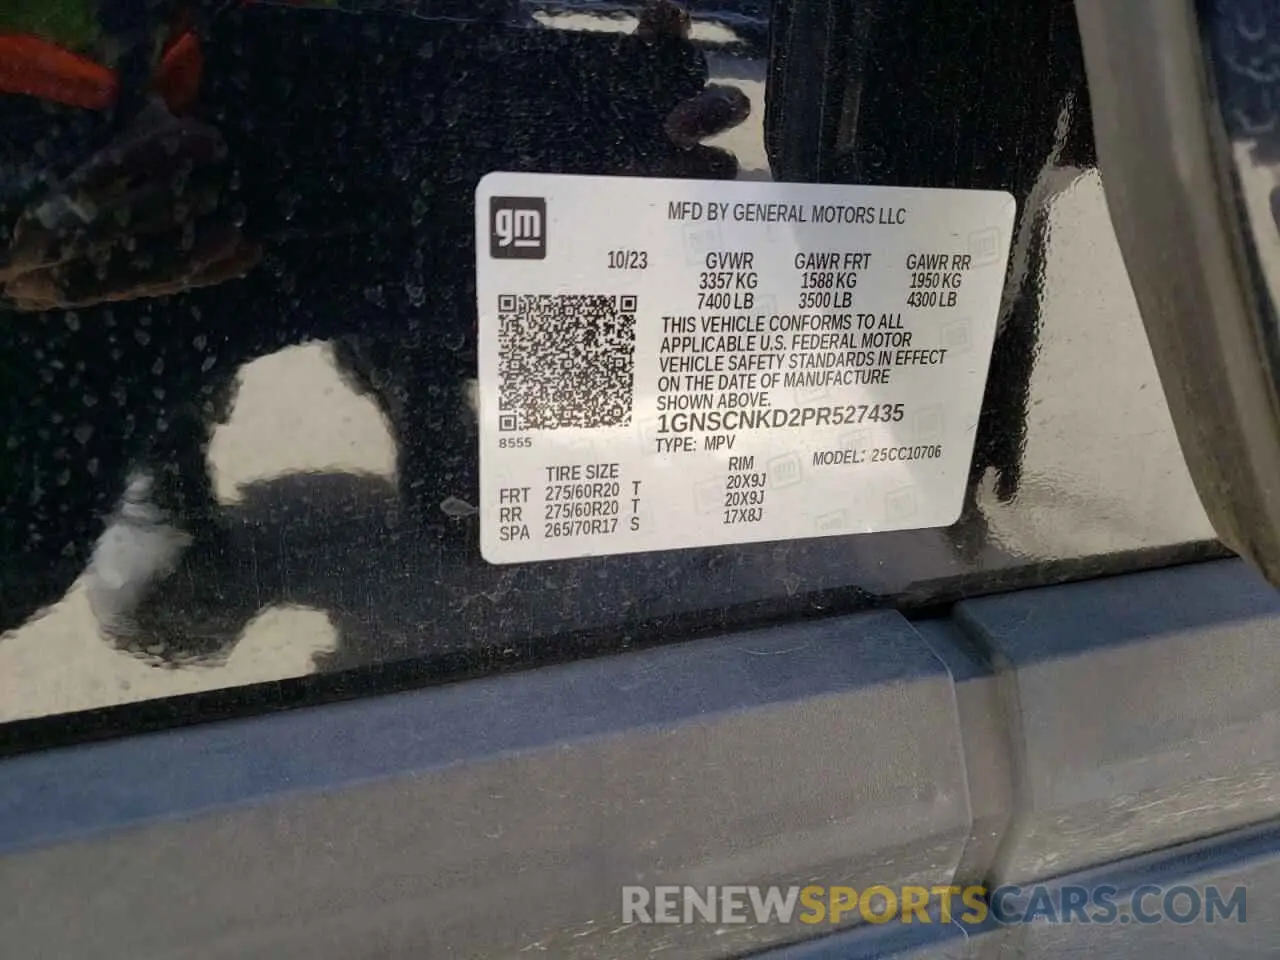 gm
MFD BY GENERAL MOTORS LLC
10/23 GVWR GAWR FRT GAWR RR
3357 KG 1588 KG 1950 KG
7400 LB 3500 LB 4300 LB
THIS VEHICLE CONFORMS TO ALL
APPLICABLE U.S. FEDERAL MOTOR
VEHICLE SAFETY STANDARDS IN EFFECT
ON THE DATE OF MANUFACTURE
SHOWN ABOVE.
1GNSCNKD2PR527435
8555
TYPE: MPV
MODEL: 25CC10706
TIRE SIZE RIM
FRT 275/60R20 T 20X9J
RR 275/60R20 T 20X9J
SPA 265/70R17 S 17X8J
RENEWSPORTSCARS.COM